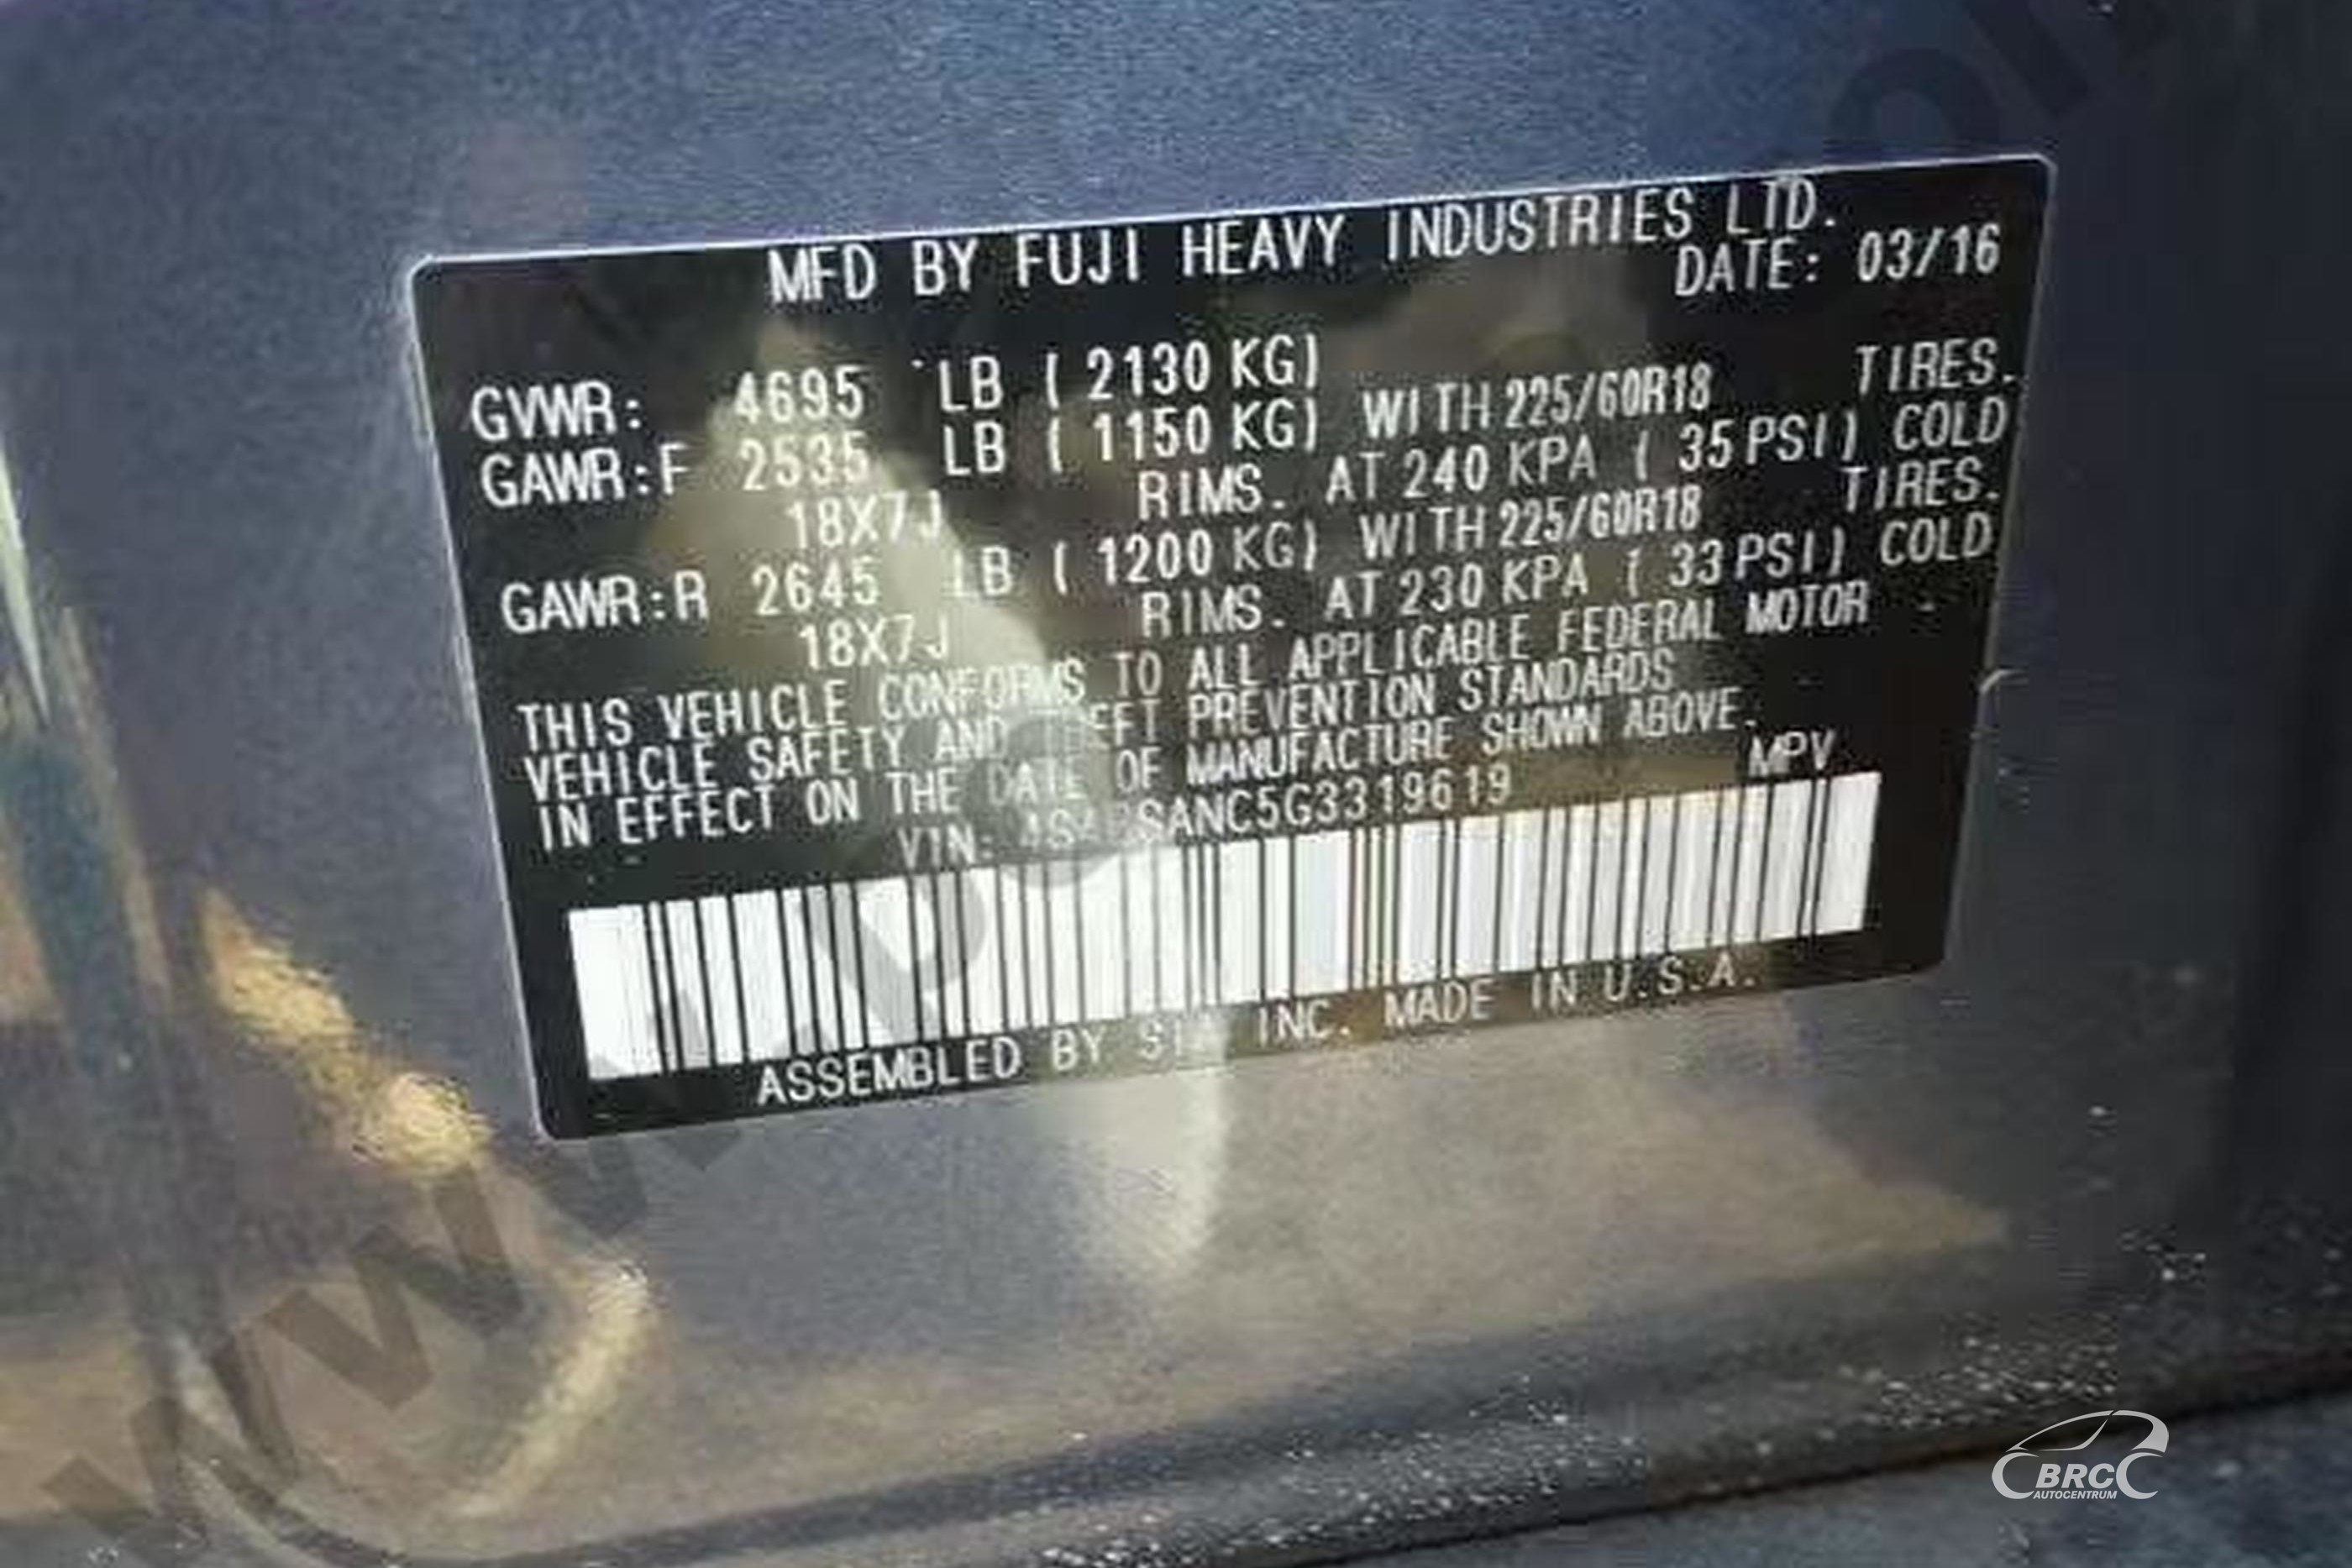 MFD BY FUJI HEAVY INDUSTRIES LTD.
DATE: 03/16
GVWR: 4695 LB ( 2130 KG)
GAWR:F 2535 LB ( 1150 KG) WITH 225/60R18 TIRES.
18X7J RIMS. AT 240 KPA ( 35 PSI) COLD
GAWR:R 2645 LB ( 1200 KG) WITH 225/60R18 TIRES.
18X7J RIMS. AT 230 KPA ( 33 PSI) COLD
THIS VEHICLE CONFORMS TO ALL APPLICABLE FEDERAL MOTOR
VEHICLE SAFETY AND THEFT PREVENTION STANDARDS
IN EFFECT ON THE DATE OF MANUFACTURE SHOWN ABOVE.
VIN: MPV
ASSEMBLED BY INC. MADE IN U.S.A.
BRC
AUTOCENTRUM